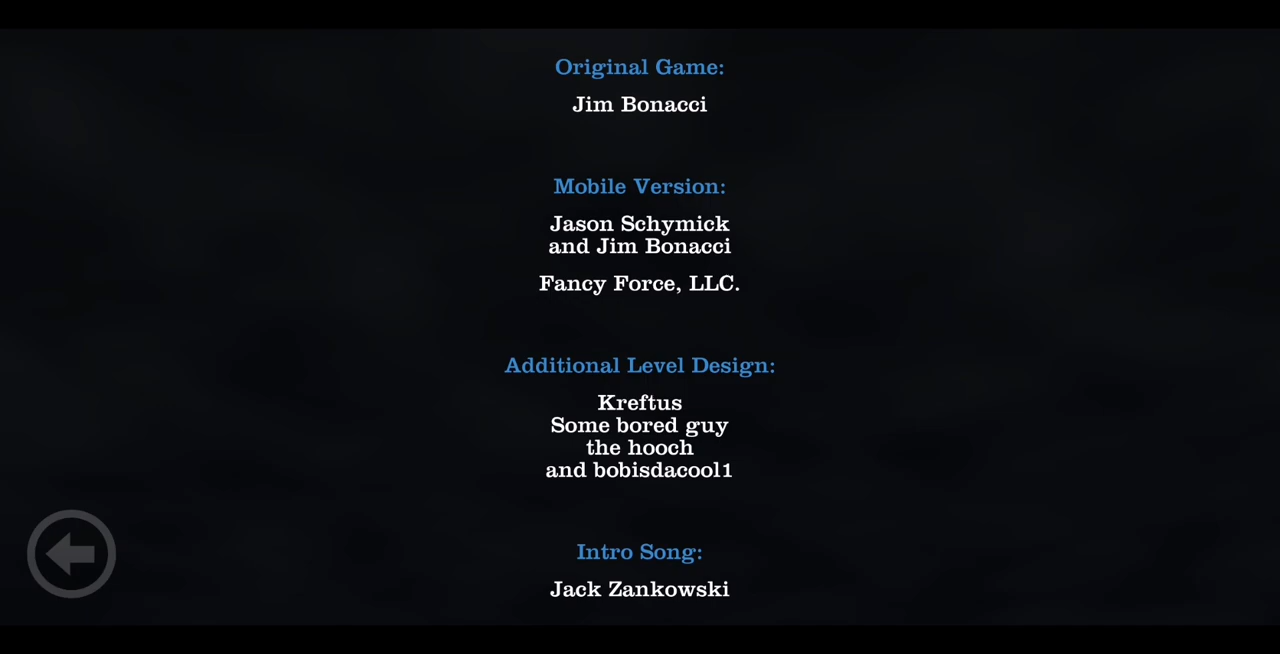 Original Game:
Jim Bonacci
Mobile Version:
Jason Schymick
and Jim Bonacci
Fancy Force, LLC.
Additional Level Design:
Kreftus
Some bored guy
the hooch
and bobisdacool1
Intro Song:
Jack Zankowski